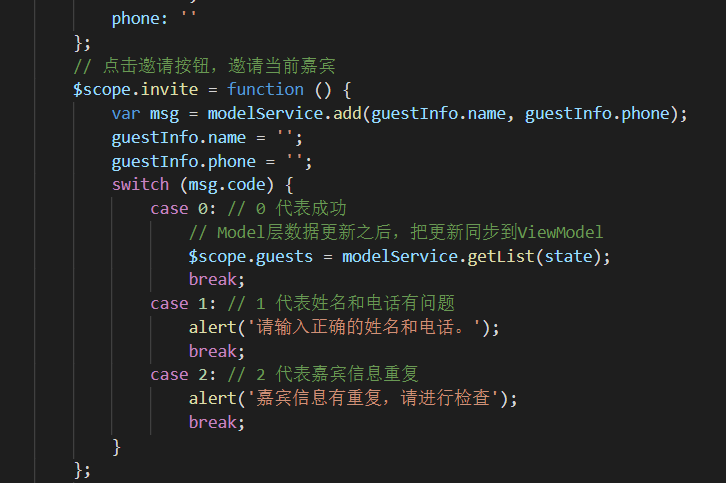 phone: ''
};
// 点击邀请按钮，邀请当前嘉宾
$scope.invite = function () {
var msg = modelService.add(guestInfo.name, guestInfo.phone);
guestInfo.name = '';
guestInfo.phone = '';
switch (msg.code) {
case 0: // 0 代表成功
// Model层数据更新之后，把更新同步到ViewModel
$scope.guests = modelService.getList(state);
break;
case 1: // 1 代表姓名和电话有问题
alert('请输入正确的姓名和电话。');
break;
case 2: // 2 代表嘉宾信息重复
alert('嘉宾信息有重复，请进行检查');
break;
}
};